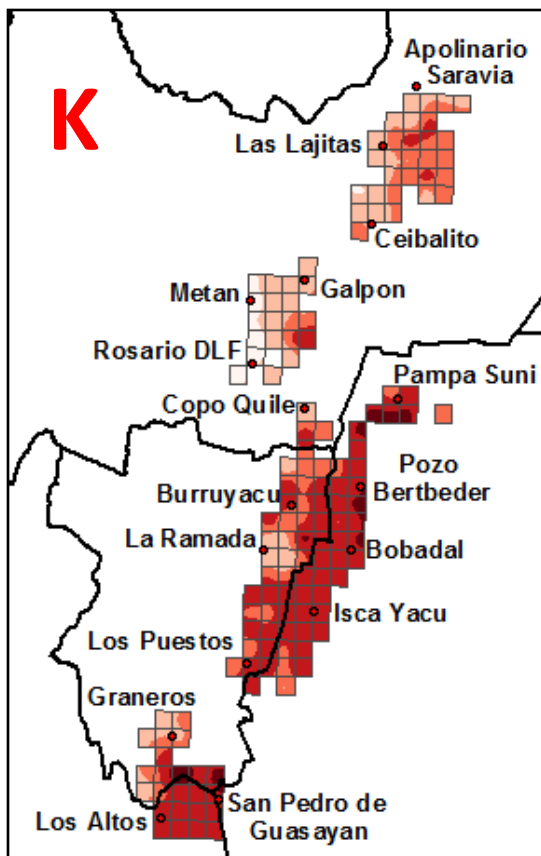 K
Apolinario
Saravia
Las Lajitas
Ceibalito
Metan
Galpon
Rosario DLF
Pampa Suni
Copo Quile
Pozo
Bertbeder
Burruyacu
La Ramada
Bobadal
Isca Yacu
Los Puestos
Graneros
San Pedro de
Guasayan
Los Altos